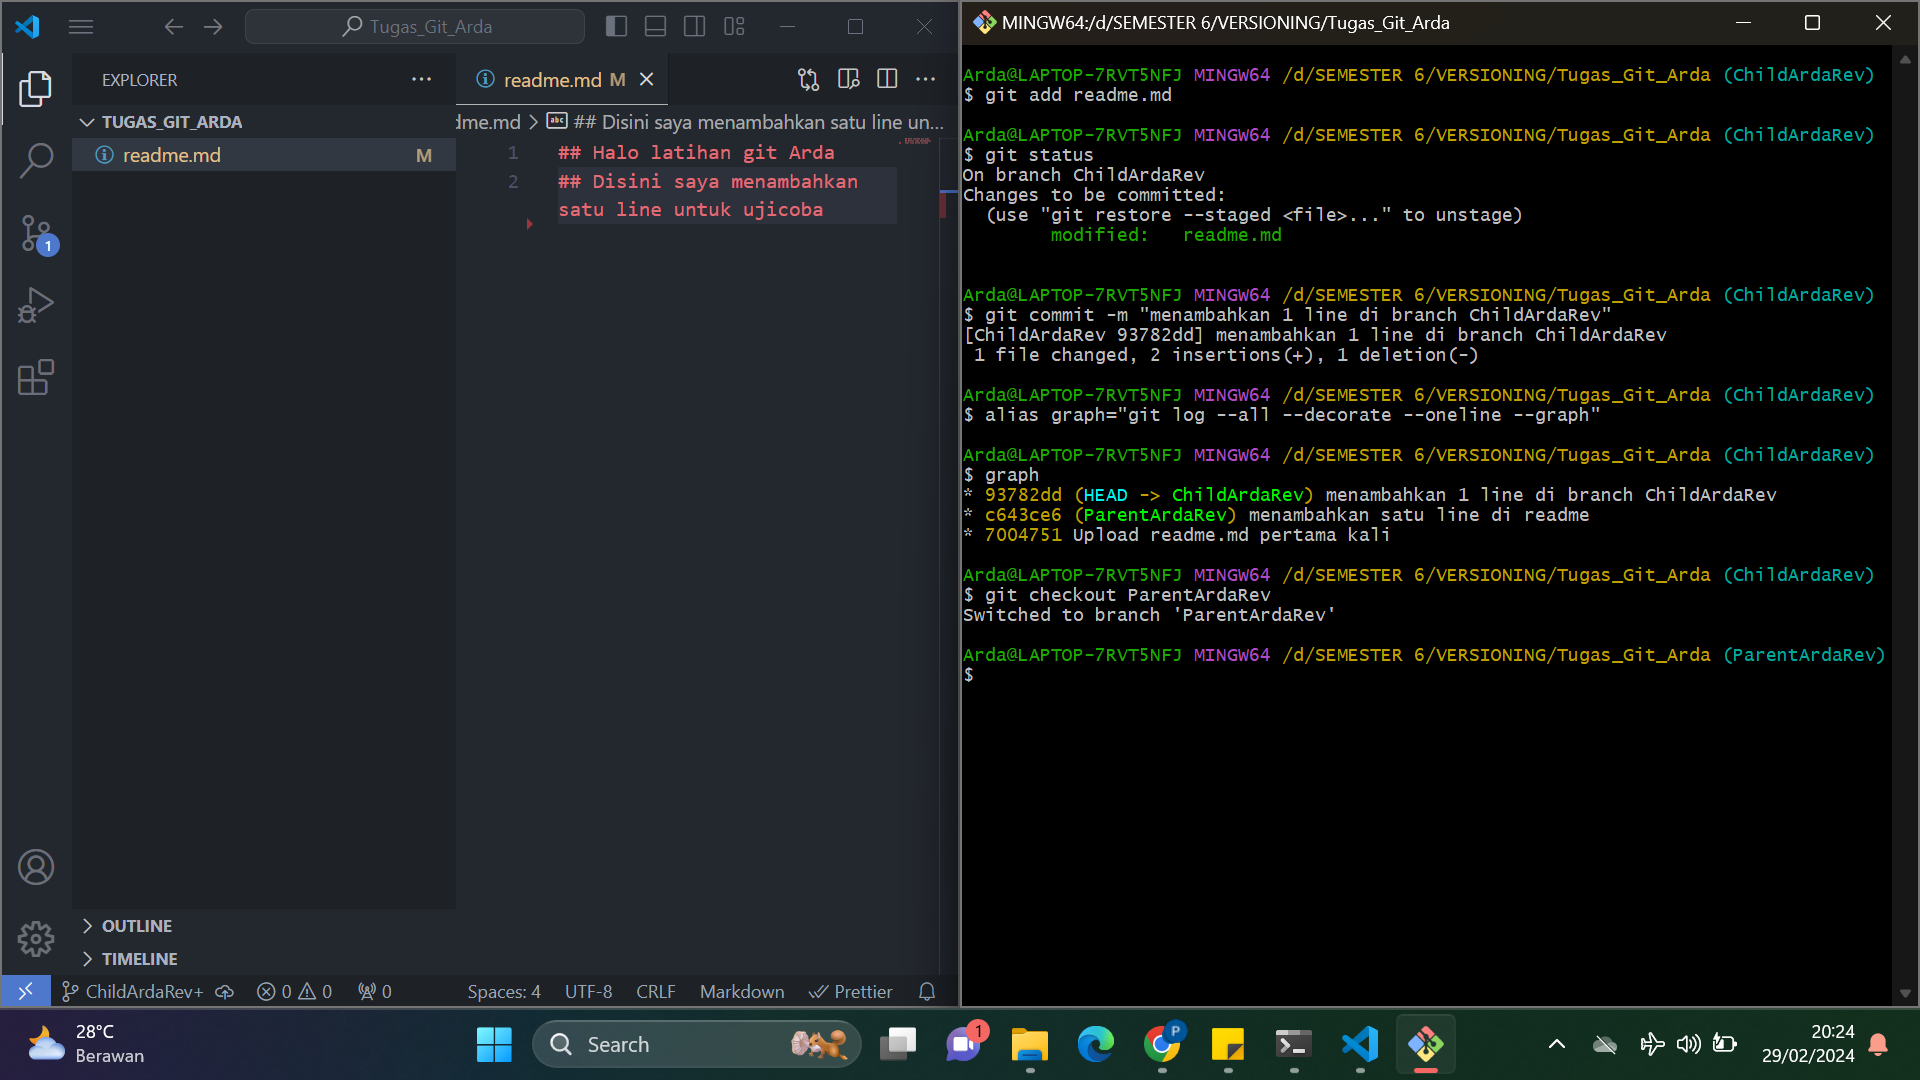 Tugas_Git_Arda
EXPLORER
TUGAS_GIT_ARDA
readme.md M
OUTLINE
TIMELINE
readme.md M
dme.md > ## Disini saya menambahkan satu line un...
1 ## Halo latihan git Arda
2 ## Disini saya menambahkan
satu line untuk ujicoba
1
ChildArdaRev+ 0 0 0 Spaces: 4 UTF-8 CRLF Markdown Prettier
MINGW64:/d/SEMESTER 6/VERSIONING/Tugas_Git_Arda
Arda@LAPTOP-7RVT5NFJ MINGW64 /d/SEMESTER 6/VERSIONING/Tugas_Git_Arda (ChildArdaRev)
$ git add readme.md
Arda@LAPTOP-7RVT5NFJ MINGW64 /d/SEMESTER 6/VERSIONING/Tugas_Git_Arda (ChildArdaRev)
$ git status
On branch ChildArdaRev
Changes to be committed:
(use "git restore --staged <file>..." to unstage)
modified: readme.md
Arda@LAPTOP-7RVT5NFJ MINGW64 /d/SEMESTER 6/VERSIONING/Tugas_Git_Arda (ChildArdaRev)
$ git commit -m "menambahkan 1 line di branch ChildArdaRev"
[ChildArdaRev 93782dd] menambahkan 1 line di branch ChildArdaRev
1 file changed, 2 insertions(+), 1 deletion(-)
Arda@LAPTOP-7RVT5NFJ MINGW64 /d/SEMESTER 6/VERSIONING/Tugas_Git_Arda (ChildArdaRev)
$ alias graph="git log --all --decorate --oneline --graph"
Arda@LAPTOP-7RVT5NFJ MINGW64 /d/SEMESTER 6/VERSIONING/Tugas_Git_Arda (ChildArdaRev)
$ graph
* 93782dd (HEAD -> ChildArdaRev) menambahkan 1 line di branch ChildArdaRev
* c643ce6 (ParentArdaRev) menambahkan satu line di readme
* 7004751 Upload readme.md pertama kali
Arda@LAPTOP-7RVT5NFJ MINGW64 /d/SEMESTER 6/VERSIONING/Tugas_Git_Arda (ChildArdaRev)
$ git checkout ParentArdaRev
Switched to branch 'ParentArdaRev'
Arda@LAPTOP-7RVT5NFJ MINGW64 /d/SEMESTER 6/VERSIONING/Tugas_Git_Arda (ParentArdaRev)
$
28°C
Berawan
Search
1
P
20:24
29/02/2024